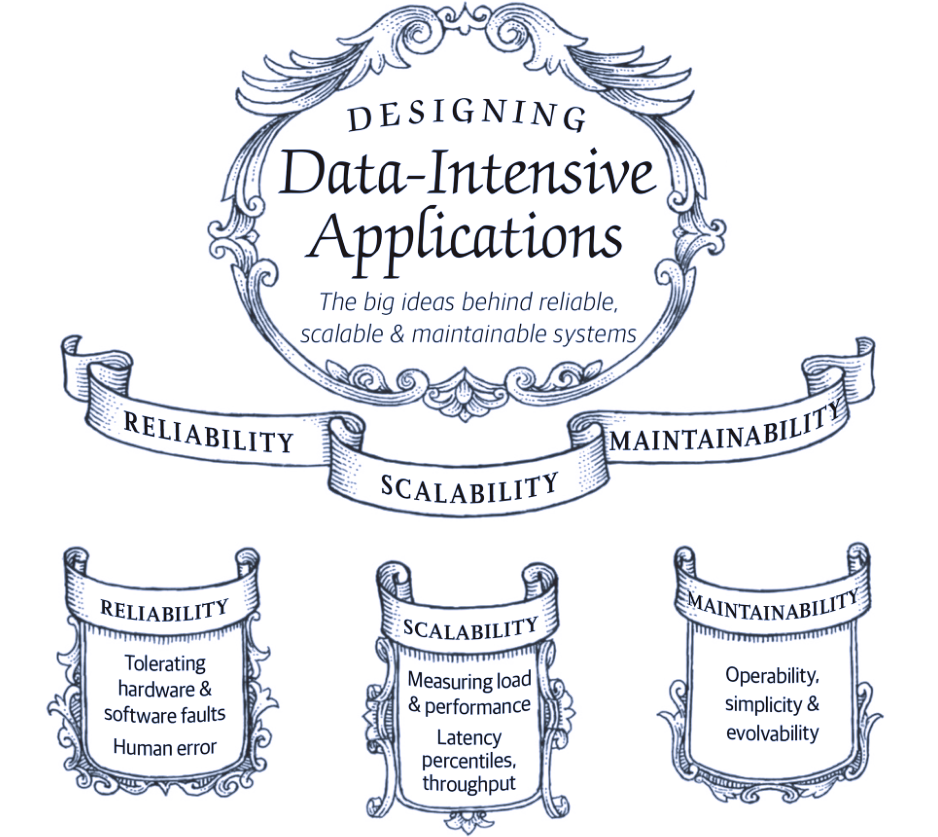 DESIGNING
Data-Intensive
Applications
The big ideas behind reliable,
scalable & maintainable systems
RELIABILITY
SCALABILITY
MAINTAINABILITY
RELIABILITY
Tolerating
hardware &
software faults
Human error
SCALABILITY
Measuring load
& performance
Latency
percentiles,
throughput
MAINTAINABILITY
Operability,
simplicity &
evolvability